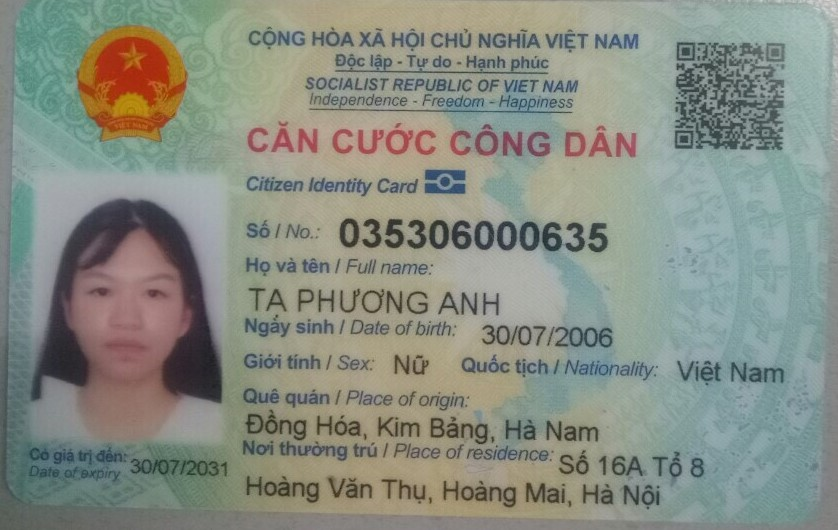 CỘNG HÒA XÃ HỘI CHỦ NGHĨA VIỆT NAM
Độc lập - Tự do - Hạnh phúc
SOCIALIST REPUBLIC OF VIET NAM
Independence - Freedom - Happiness
CĂN CƯỚC CÔNG DÂN
Citizen Identity Card
Số / No.: 035306000635
Họ và tên / Full name:
TẠ PHƯƠNG ANH
Ngày sinh / Date of birth: 30/07/2006
Giới tính / Sex: Nữ Quốc tịch / Nationality: Việt Nam
Quê quán / Place of origin:
Đồng Hóa, Kim Bảng, Hà Nam
Nơi thường trú / Place of residence: Số 16A Tổ 8
Hoàng Văn Thụ, Hoàng Mai, Hà Nội
Có giá trị đến: 30/07/2031
Date of expiry
VIỆT NAM